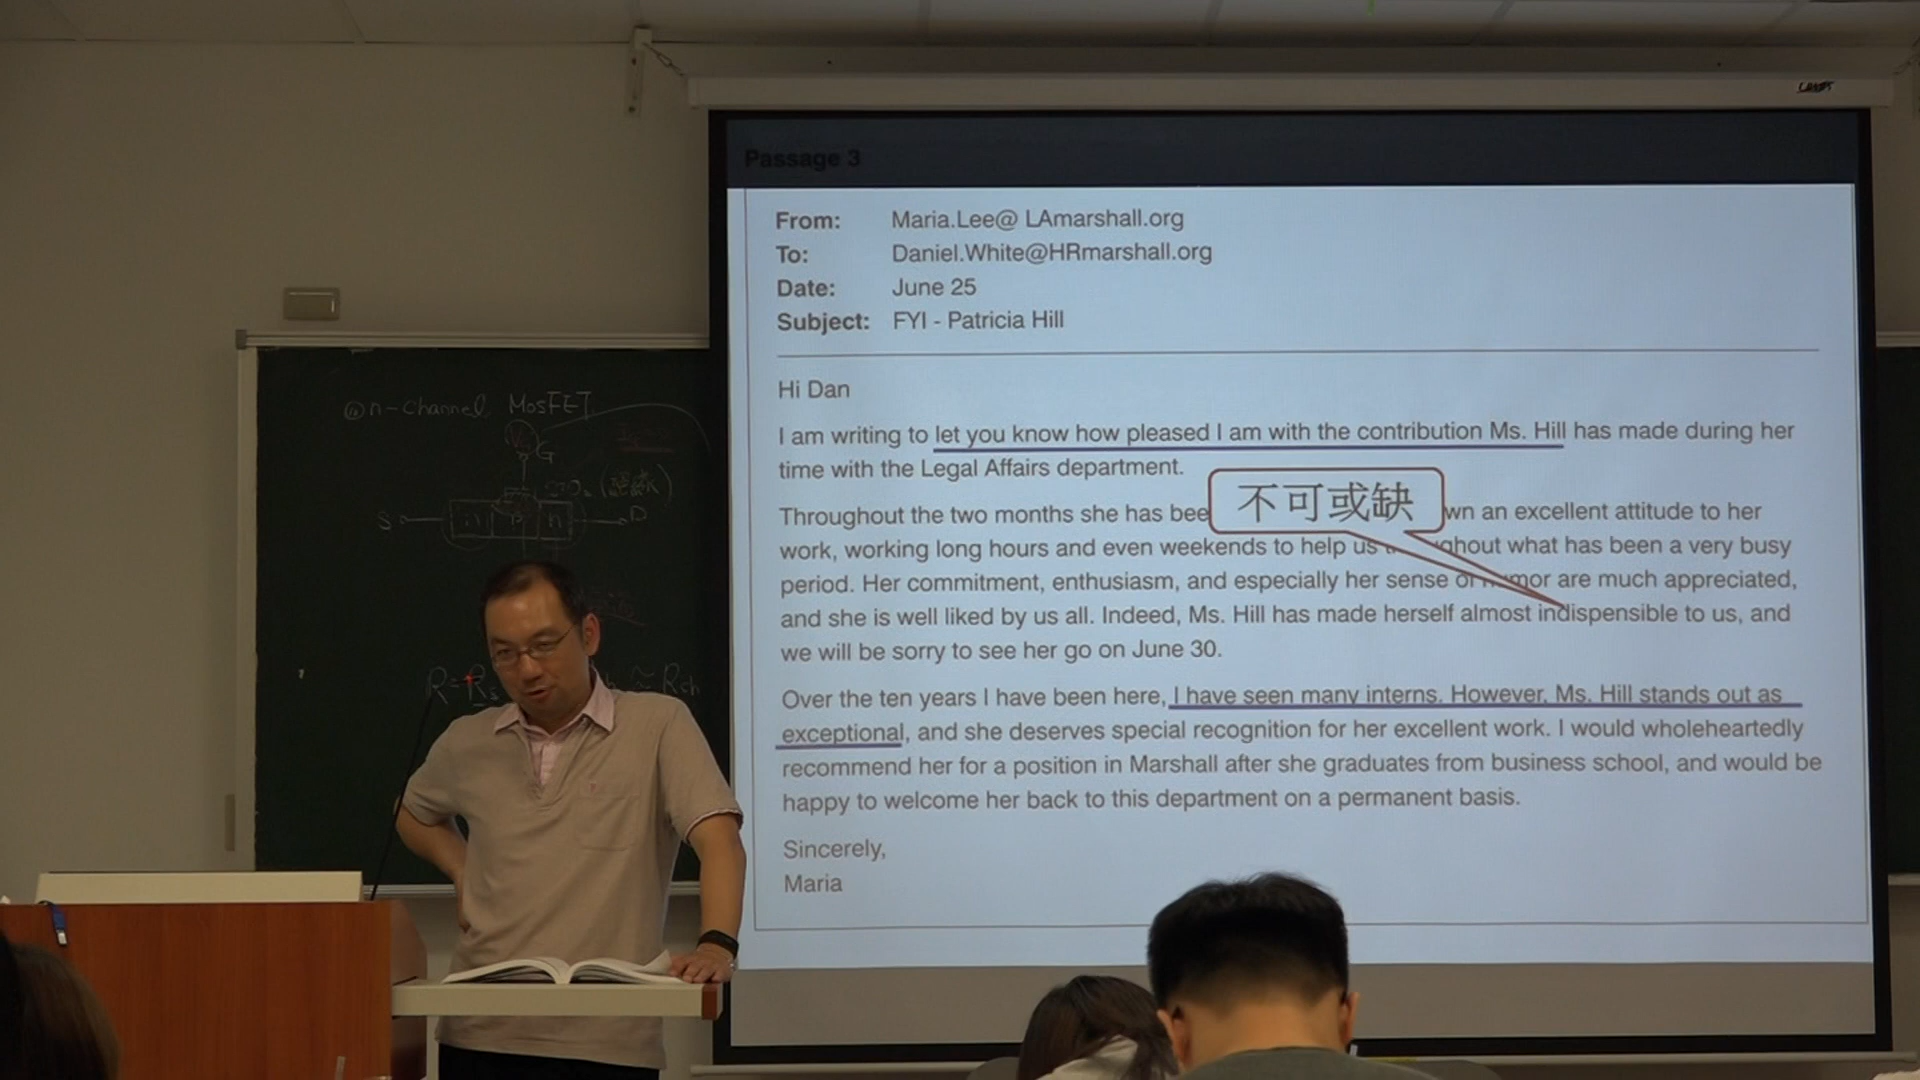 Passage 3
From: Maria.Lee@ LAmarshall.org
To: Daniel.White@HRmarshall.org
Date: June 25
Subject: FYI - Patricia Hill
Hi Dan
I am writing to let you know how pleased I am with the contribution Ms. Hill has made during her
time with the Legal Affairs department.
不可或缺
Throughout the two months she has bee wn an excellent attitude to her
work, working long hours and even weekends to help us ghout what has been a very busy
period. Her commitment, enthusiasm, and especially her sense of humor are much appreciated,
and she is well liked by us all. Indeed, Ms. Hill has made herself almost indispensible to us, and
we will be sorry to see her go on June 30.
Over the ten years I have been here, I have seen many interns. However, Ms. Hill stands out as
exceptional, and she deserves special recognition for her excellent work. I would wholeheartedly
recommend her for a position in Marshall after she graduates from business school, and would be
happy to welcome her back to this department on a permanent basis.
Sincerely,
Maria
n-channel MosFET
G
S
D
n